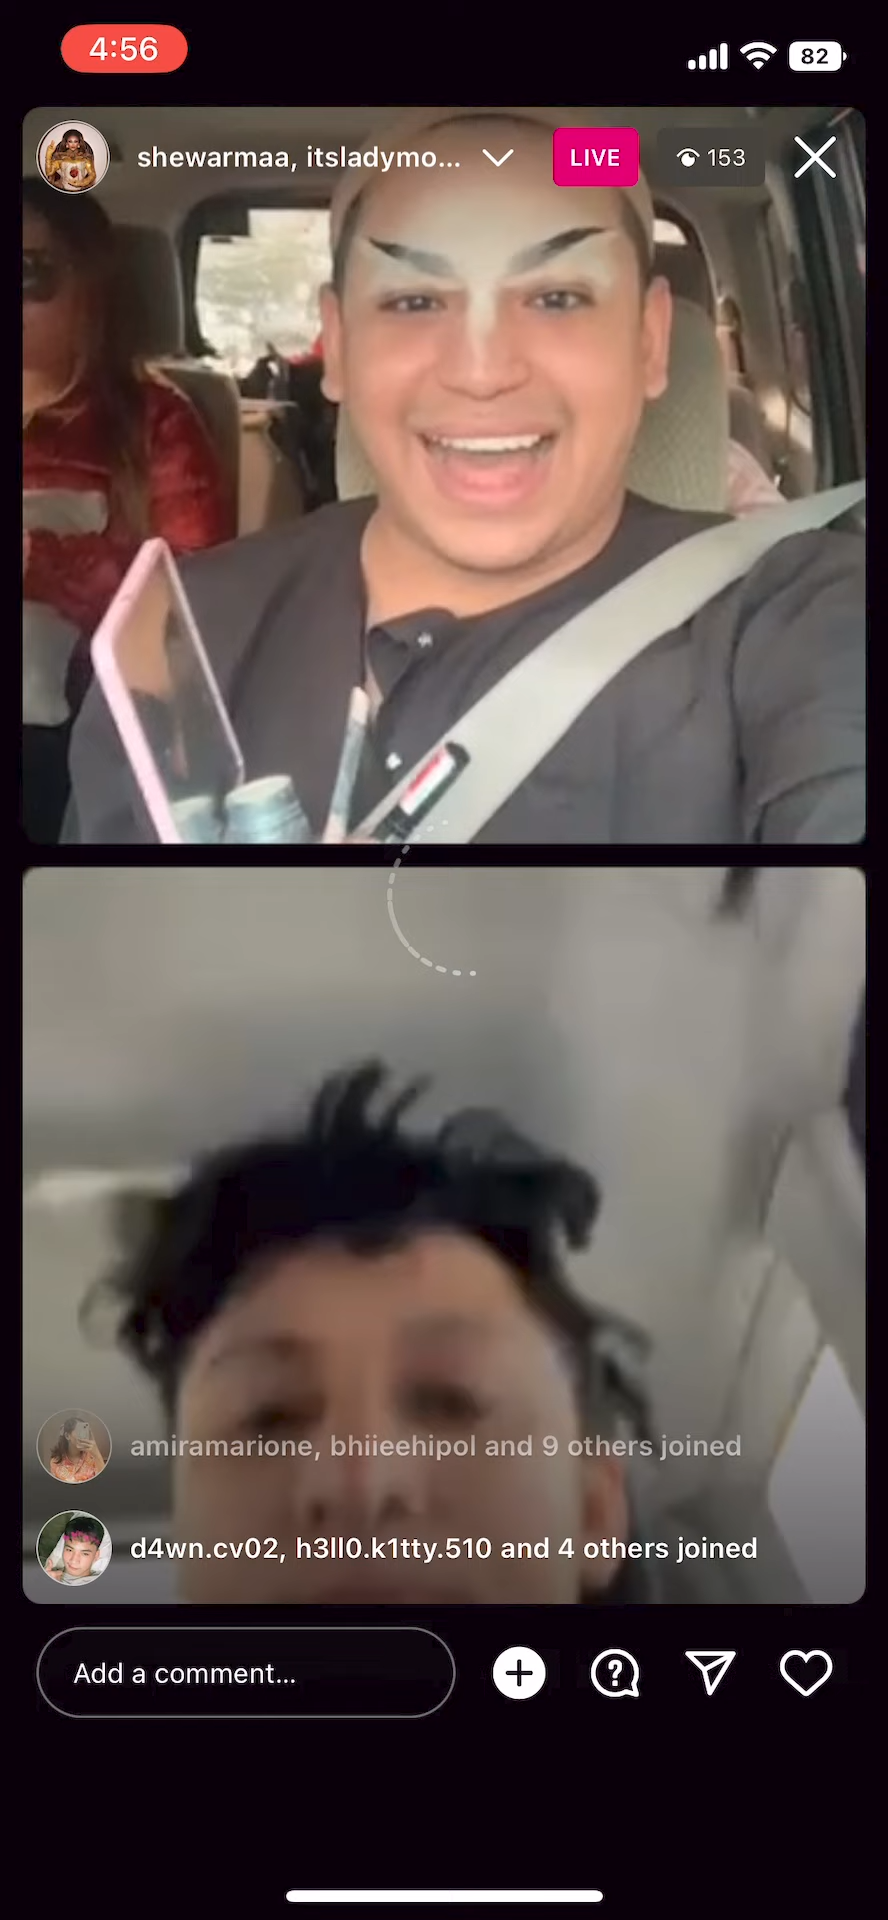 4:56
82
shewarmaa, itsladymo...
LIVE
153
amiramarione, bhiieehipol and 9 others joined
d4wn.cv02, h3ll0.k1tty.510 and 4 others joined
Add a comment...